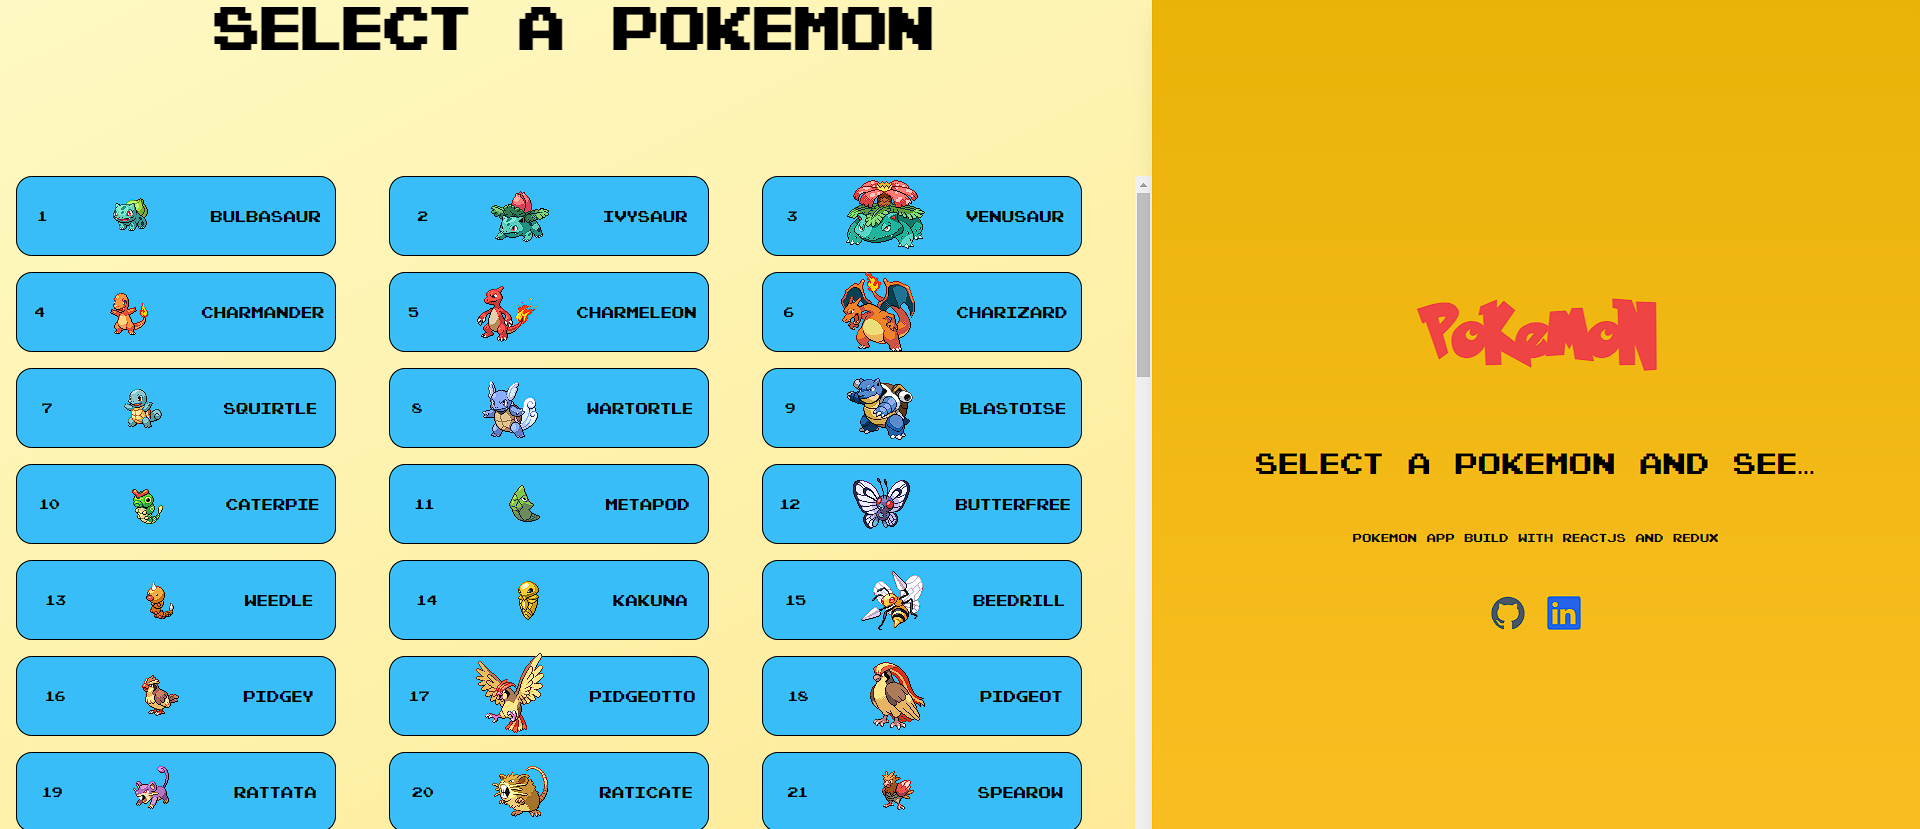 SELECT A POKEMON
1 BULBASAUR
2 IVYSAUR
3 VENUSAUR
4 CHARMANDER
5 CHARMELEON
6 CHARIZARD
7 SQUIRTLE
8 WARTORTLE
9 BLASTOISE
10 CATERPIE
11 METAPOD
12 BUTTERFREE
13 WEEDLE
14 KAKUNA
15 BEEDRILL
16 PIDGEY
17 PIDGEOTTO
18 PIDGEOT
19 RATTATA
20 RATICATE
21 SPEAROW
POKEMON
SELECT A POKEMON AND SEE...
POKEMON APP BUILD WITH REACTJS AND REDUX
in